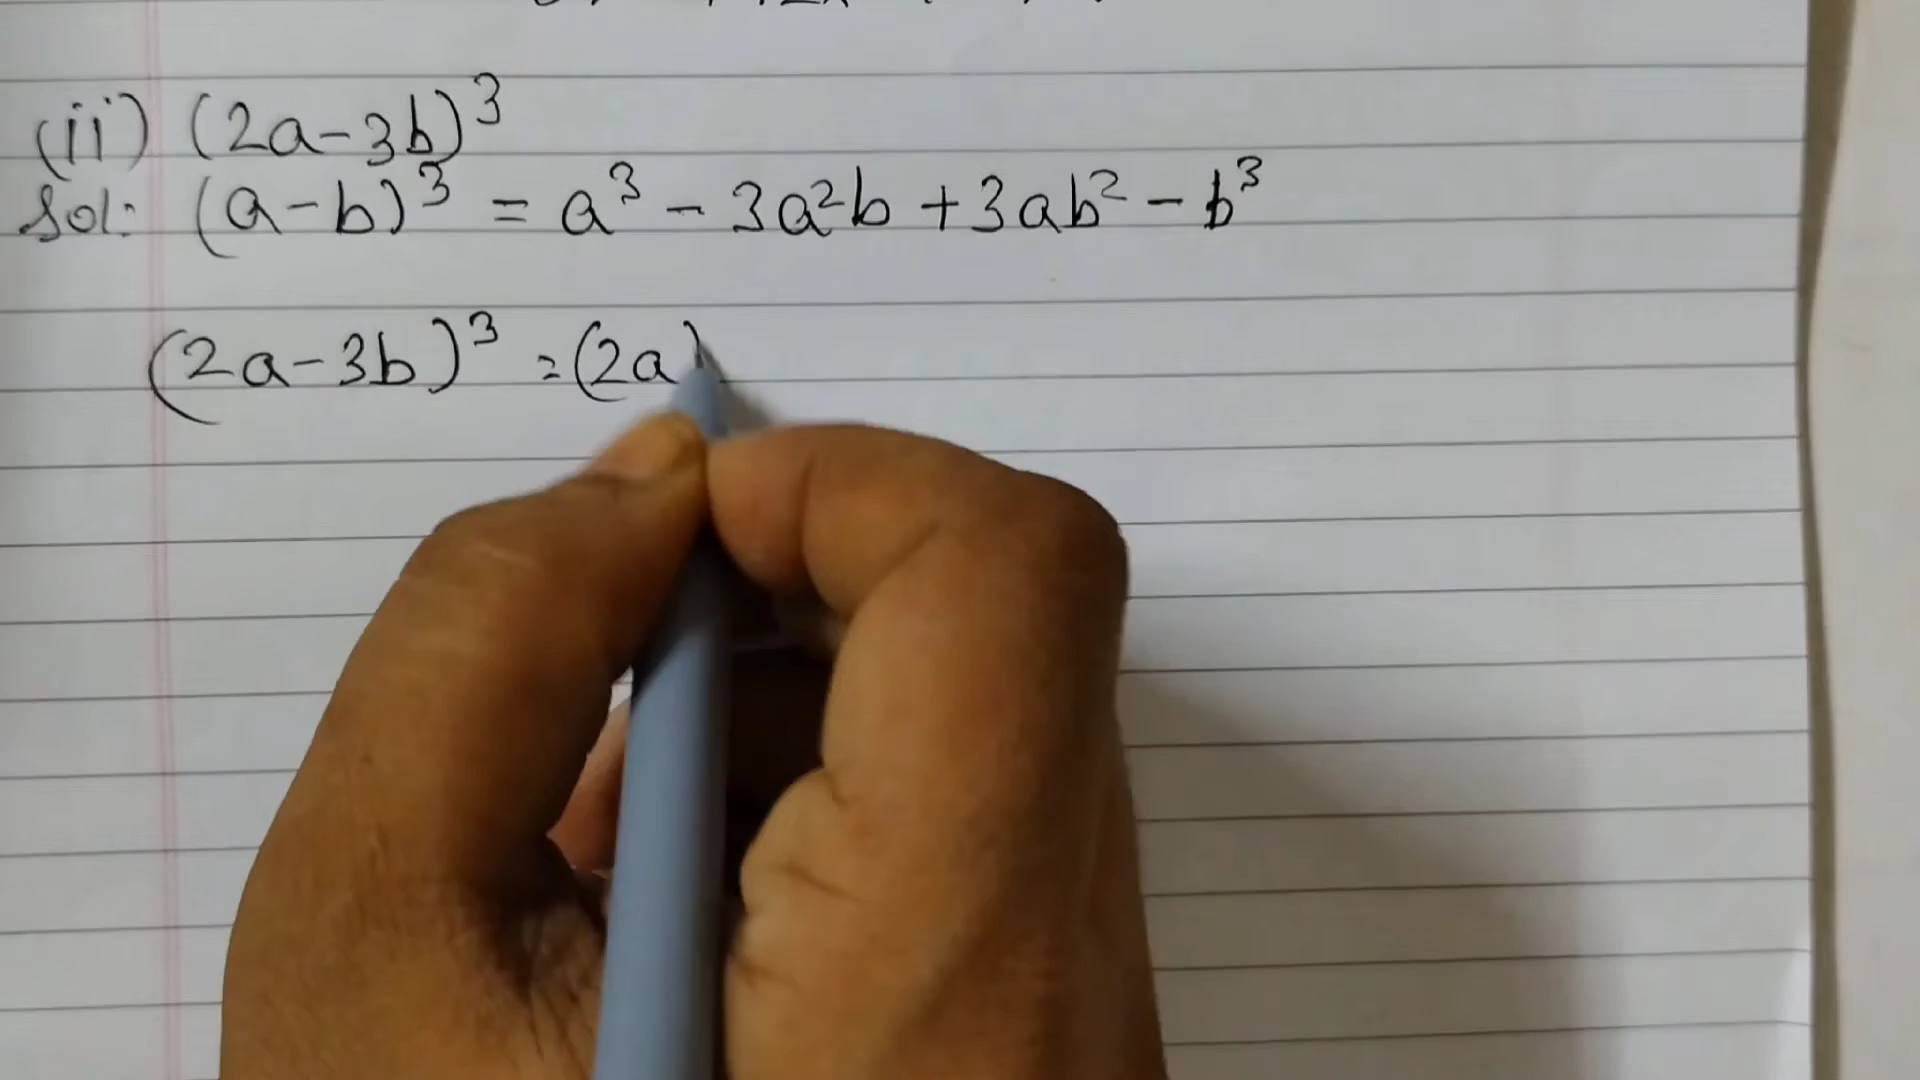 (ii) (2a-3b)³
Sol: (a-b)³ = a³ - 3a²b + 3ab² - b³
(2a-3b)³ = (2a)